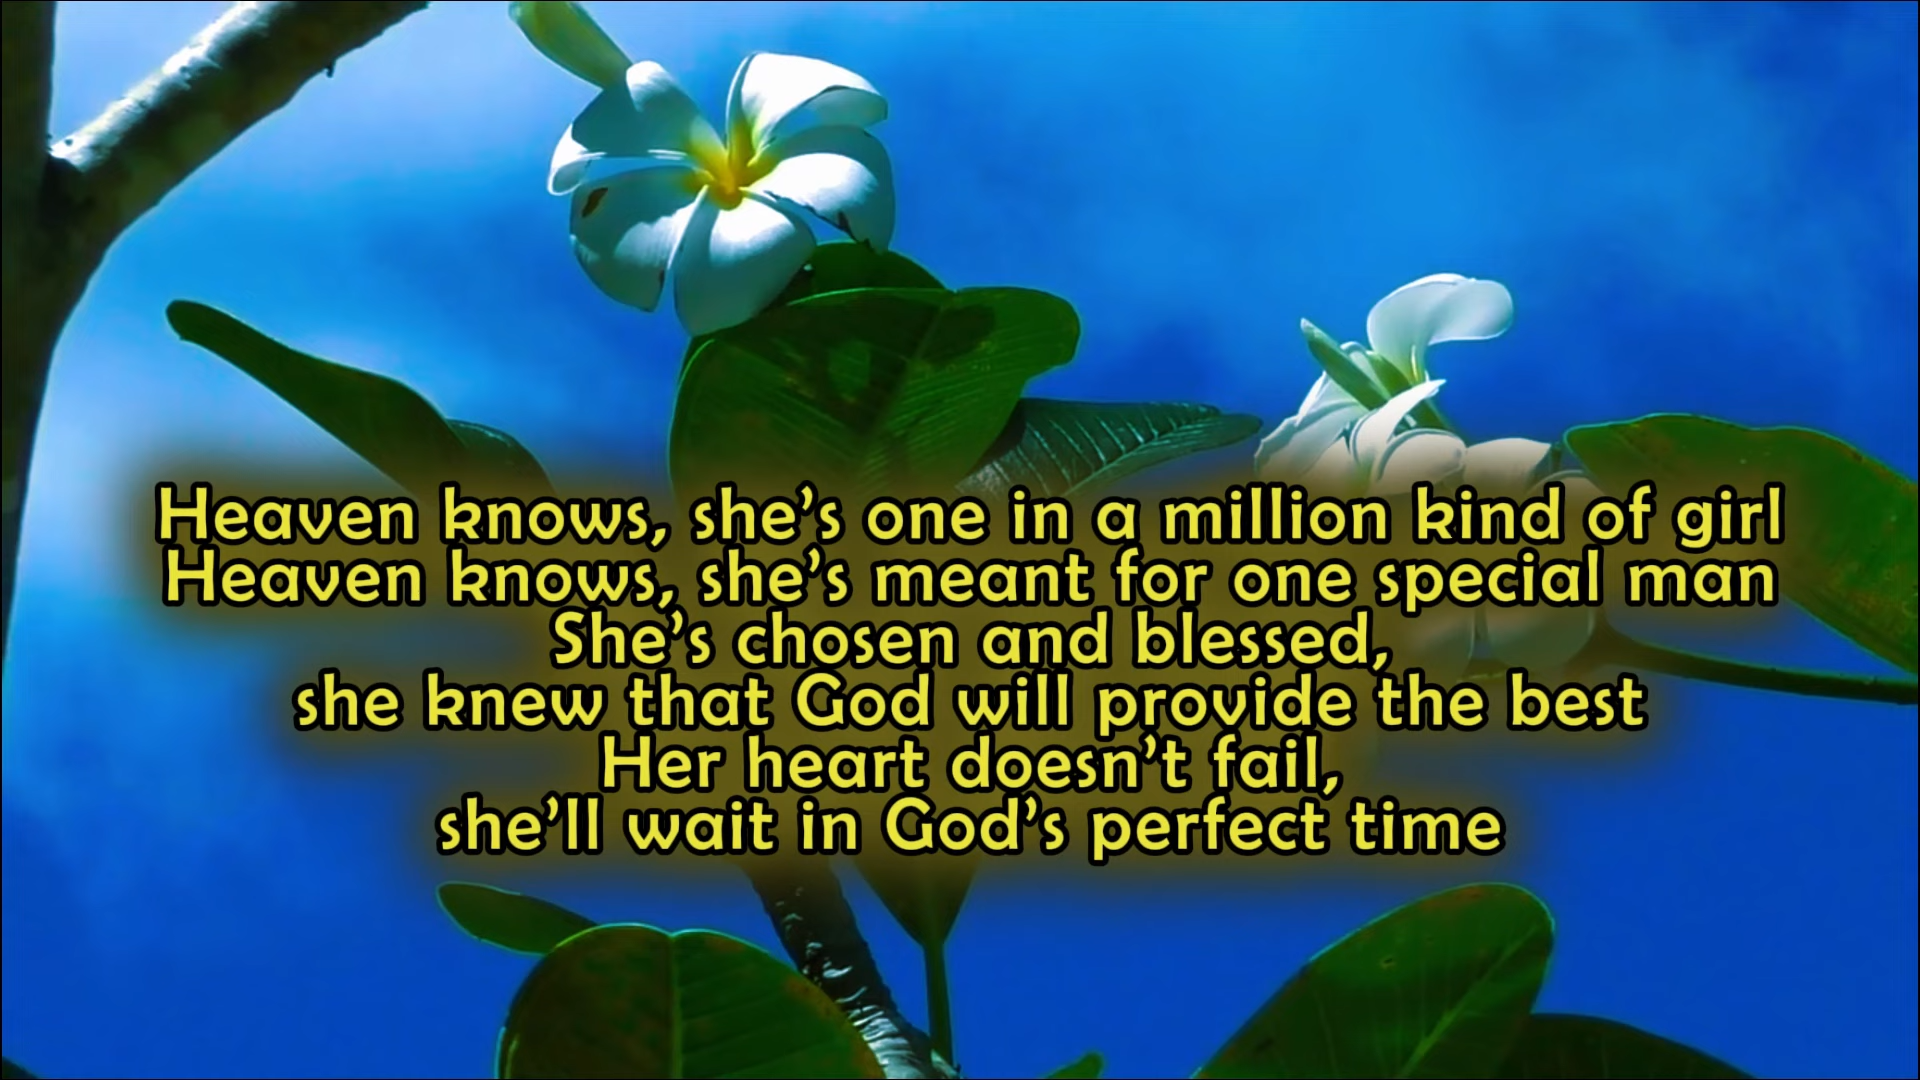 Heaven knows, she’s one in a million kind of girl
Heaven knows, she’s meant for one special man
She’s chosen and blessed,
she knew that God will provide the best
Her heart doesn’t fail,
she’ll wait in God’s perfect time